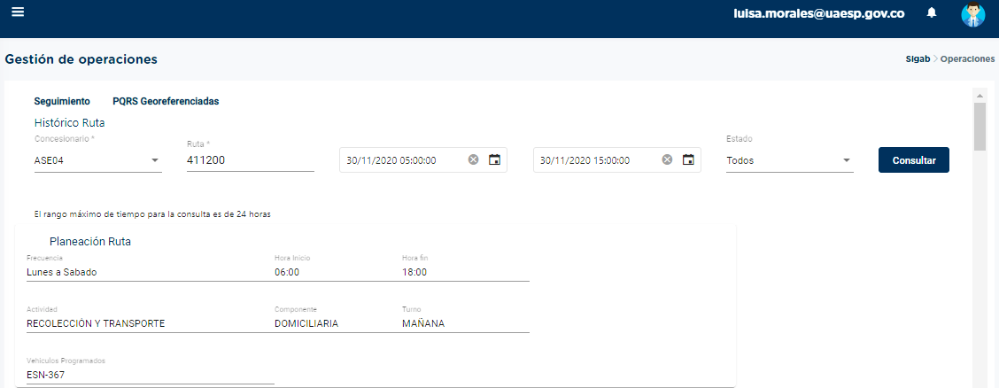 luisa.morales@uaesp.gov.co
Gestión de operaciones
Sigab > Operaciones
Seguimiento PQRS Georeferenciadas
Histórico Ruta
Concesionario * Ruta * Estado
ASE04 411200 30/11/2020 05:00:00 30/11/2020 15:00:00 Todos Consultar
El rango máximo de tiempo para la consulta es de 24 horas
Planeación Ruta
Frecuencia Hora Inicio Hora fin
Lunes a Sabado 06:00 18:00
Actividad Componente Turno
RECOLECCIÓN Y TRANSPORTE DOMICILIARIA MAÑANA
Vehiculos Programados
ESN-367